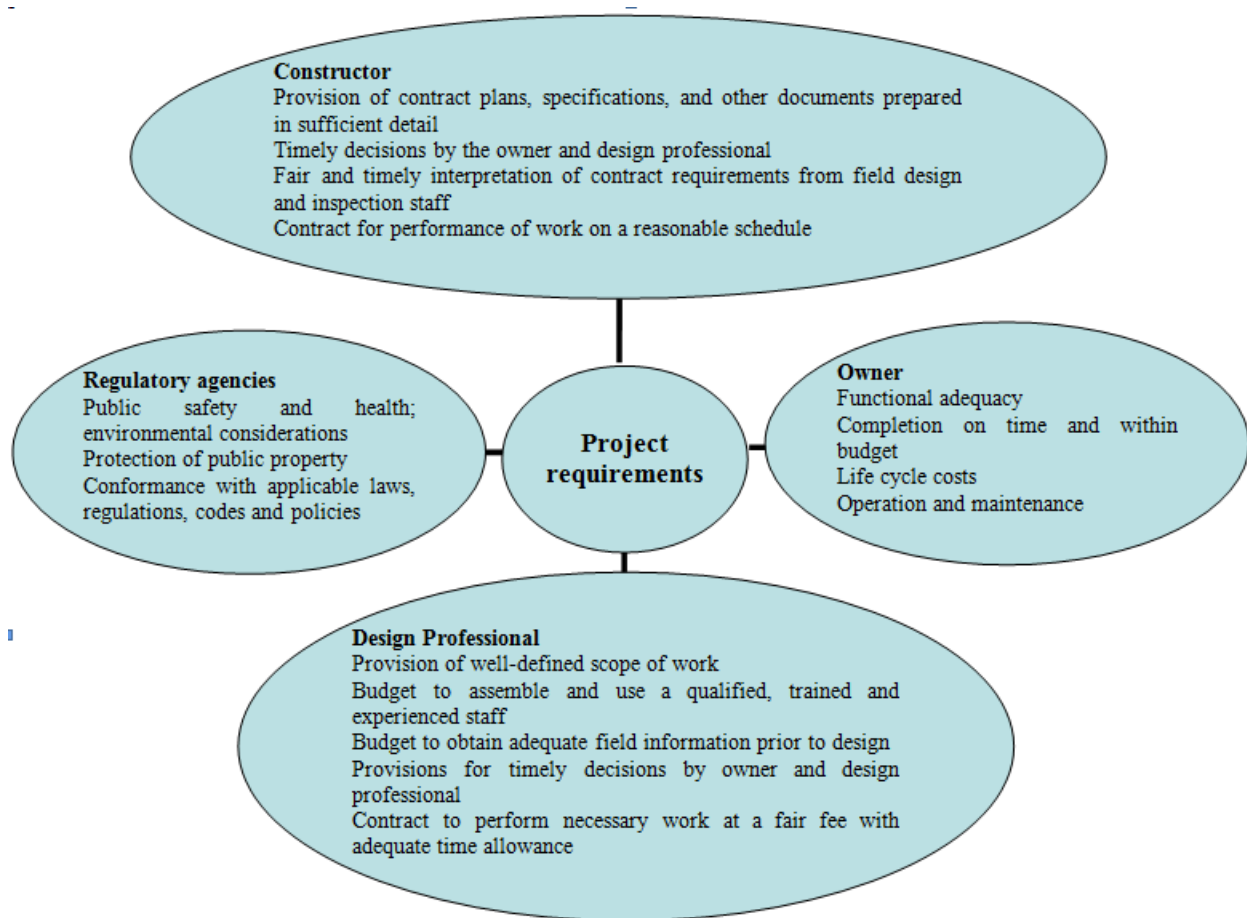 Constructor
Provision of contract plans, specifications, and other documents prepared
in sufficient detail
Timely decisions by the owner and design professional
Fair and timely interpretation of contract requirements from field design
and inspection staff
Contract for performance of work on a reasonable schedule
Regulatory agencies
Public safety and health;
environmental considerations
Protection of public property
Conformance with applicable laws,
regulations, codes and policies
Project
requirements
Owner
Functional adequacy
Completion on time and within
budget
Life cycle costs
Operation and maintenance
Design Professional
Provision of well-defined scope of work
Budget to assemble and use a qualified, trained and
experienced staff
Budget to obtain adequate field information prior to design
Provisions for timely decisions by owner and design
professional
Contract to perform necessary work at a fair fee with
adequate time allowance